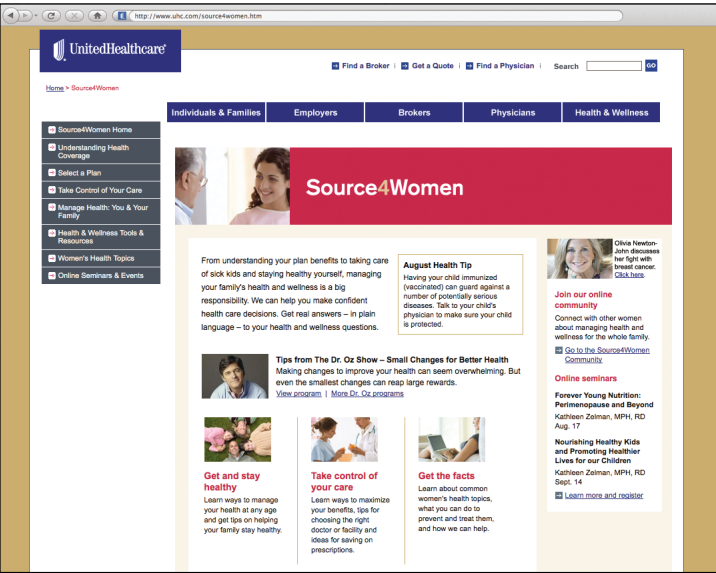 http://www.uhc.com/source4women.htm
UnitedHealthcare®
Find a Broker | Get a Quote | Find a Physician | Search GO
Home > Source4Women
Individuals & Families Employers Brokers Physicians Health & Wellness
Source4Women Home
Understanding Health
Coverage
Select a Plan
Take Control of Your Care
Manage Health: You & Your
Family
Health & Wellness Tools &
Resources
Women's Health Topics
Online Seminars & Events
Source4Women
From understanding your plan benefits to taking care
of sick kids and staying healthy yourself, managing
your family's health and wellness is a big
responsibility. We can help you make confident
health care decisions. Get real answers – in plain
language – to your health and wellness questions.
August Health Tip
Having your child immunized
(vaccinated) can guard against a
number of potentially serious
diseases. Talk to your child's
physician to make sure your child
is protected.
Tips from The Dr. Oz Show – Small Changes for Better Health
Making changes to improve your health can seem overwhelming. But
even the smallest changes can reap large rewards.
View program | More Dr. Oz programs
Get and stay
healthy
Learn ways to manage
your health at any age
and get tips on helping
your family stay healthy.
Take control of
your care
Learn ways to maximize
your benefits, tips for
choosing the right
doctor or facility and
ideas for saving on
prescriptions.
Get the facts
Learn about common
women's health topics,
what you can do to
prevent and treat them,
and how we can help.
Olivia Newton-
John discusses
her fight with
breast cancer.
Click here.
Join our online
community
Connect with other women
about managing health and
wellness for the whole family.
Go to the Source4Women
Community
Online seminars
Forever Young Nutrition:
Perimenopause and Beyond
Kathleen Zelman, MPH, RD
Aug. 17
Nourishing Healthy Kids
and Promoting Healthier
Lives for our Children
Kathleen Zelman, MPH, RD
Sept. 14
Learn more and register